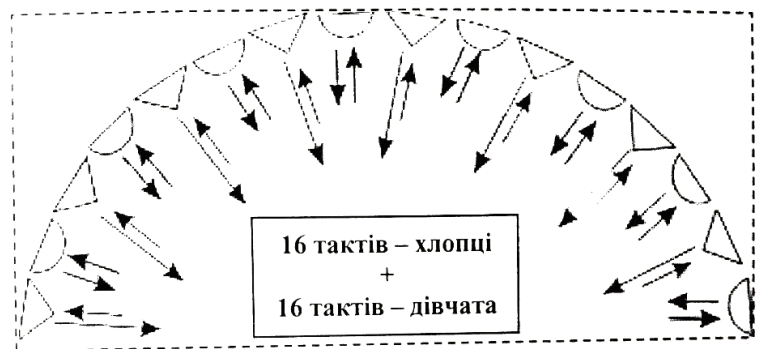 16 тактів – хлопці
+
16 тактів – дівчата